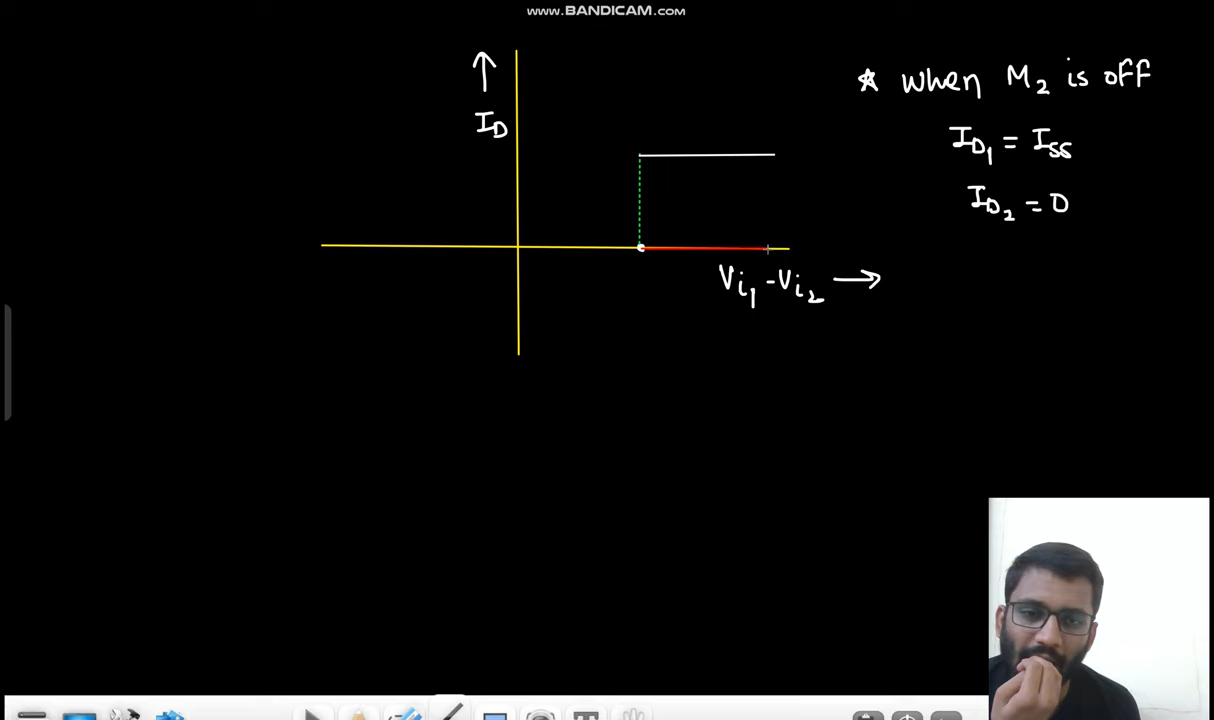 www.BANDICAM.com
★ when M₂ is off
I_D₁ = I_SS
I_D₂ = 0
↑
I_D
V_i₁ - V_i₂ →